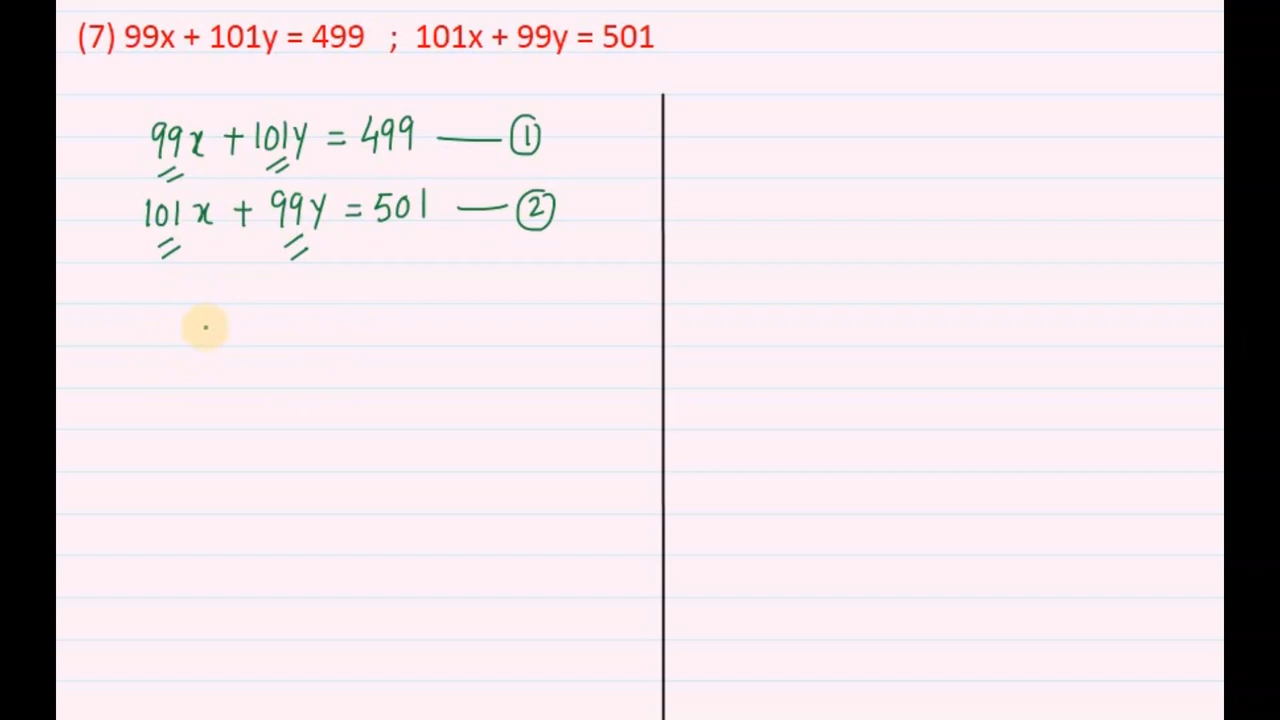 (7) 99x + 101y = 499 ; 101x + 99y = 501
99x + 101y = 499 —— ①
101x + 99y = 501 —— ②